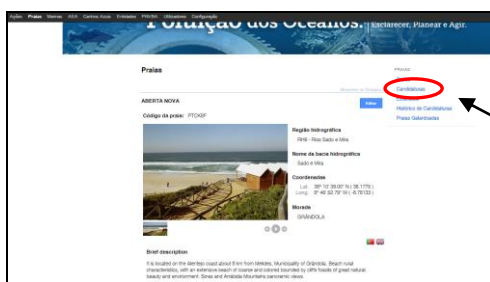 Ações Praias Marinas AEA Centros Azuis Entidades Utilizadores Configuração
Poluição dos Oceanos. Esclarecer, Planear e Agir.
Praias
PRAIAS
Candidaturas
Histórico de Candidaturas
Praias Galardoadas
ABERTA NOVA
Editar
Código da praia: PTCK9F
Região hidrográfica
RH6 - Rios Sado e Mira
Nome da bacia hidrográfica
Sado e Mira
Coordenadas
Morada
GRÂNDOLA
Brief description
It is located on the Alentejo coast about 8 km from Melides, Municipality of Grândola. Beach rural
characteristics, with an extensive beach of coarse and colored bounded by cliffs fossils of great natural
beauty and environment. Sines and Arrábida Mountains panoramic views.